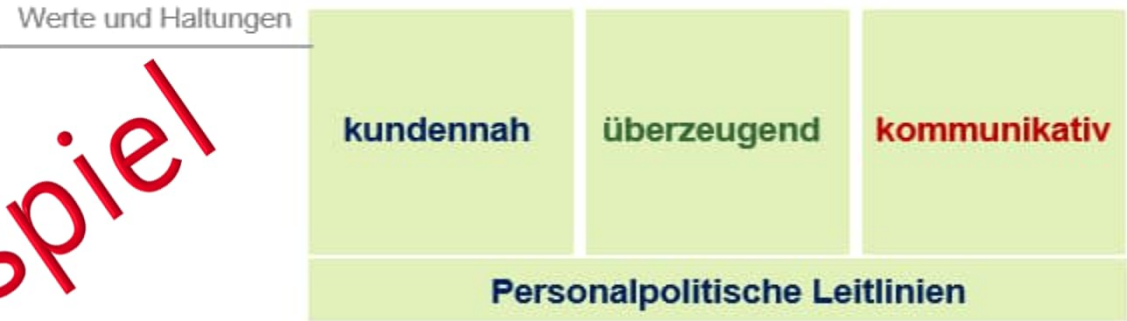 Werte und Haltungen
kundennah
überzeugend
kommunikativ
spiel
Personalpolitische Leitlinien